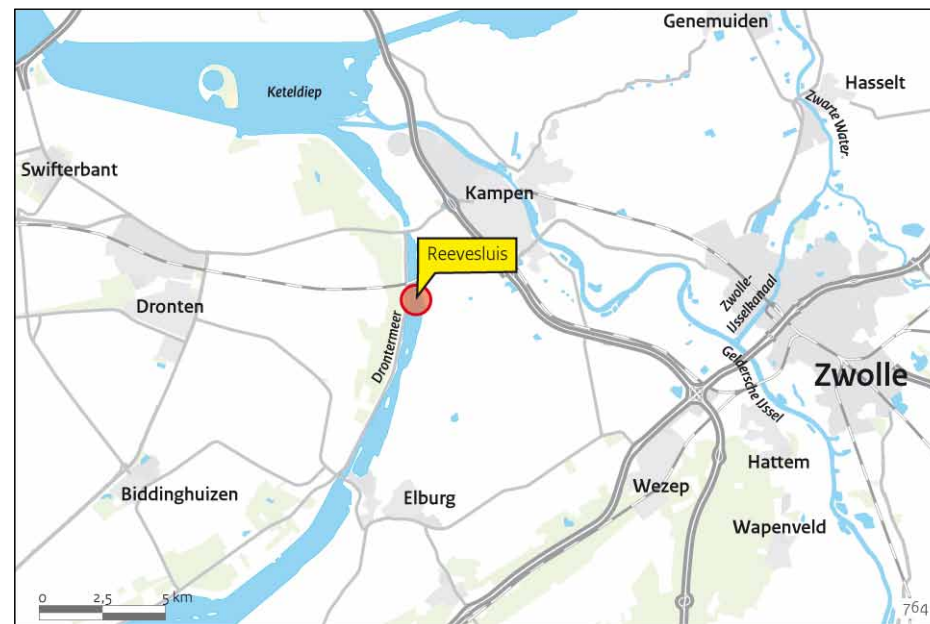 Genemuiden
Hasselt
Keteldiep
Zwarte Water.
Swifterbant
Kampen
Reevesluis
Dronten
Zwolle-
IJsselkanaal
Drontermeer
Geldersche IJssel
Zwolle
Hattem
Biddinghuizen
Elburg
Wezep
Wapenveld
0 2,5 5 km
764